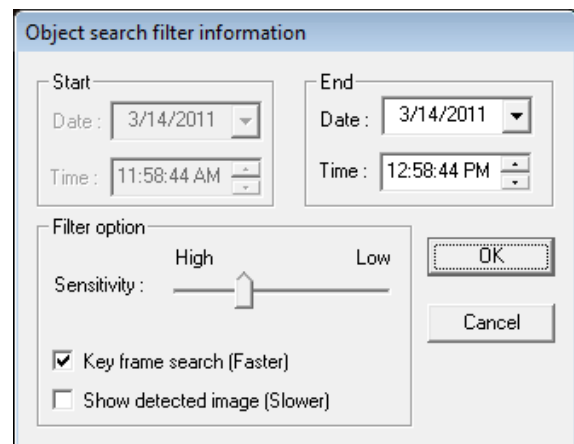 Object search filter information
Start
Date : 3/14/2011
Time : 11:58:44 AM
End
Date : 3/14/2011
Time : 12:58:44 PM
Filter option
High Low
Sensitivity :
Key frame search (Faster)
Show detected image (Slower)
OK
Cancel